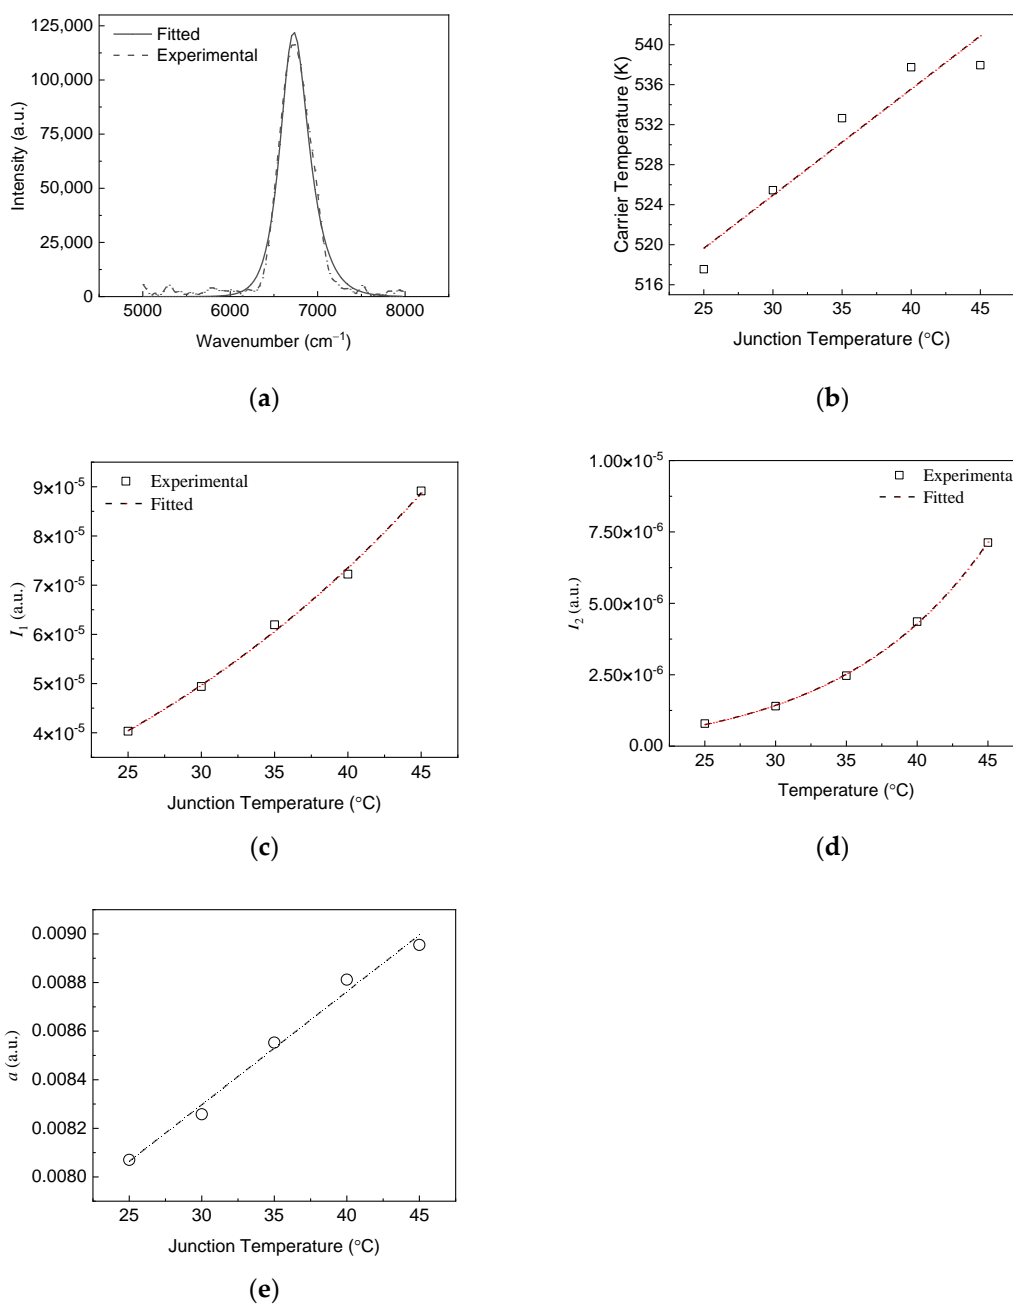 125,000
100,000
75,000
50,000
25,000
0
5000 6000 7000 8000
Intensity (a.u.)
Wavenumber (cm⁻¹)
Fitted
Experimental
(a)
540
536
532
528
524
520
516
25 30 35 40 45
Carrier Temperature (K)
Junction Temperature (°C)
(b)
9×10⁻⁵
8×10⁻⁵
7×10⁻⁵
6×10⁻⁵
5×10⁻⁵
4×10⁻⁵
25 30 35 40 45
I₁ (a.u.)
Junction Temperature (°C)
Experimental
Fitted
(c)
1.00×10⁻⁵
7.50×10⁻⁶
5.00×10⁻⁶
2.50×10⁻⁶
0.00
25 30 35 40 45
I₂ (a.u.)
Temperature (°C)
Experimenta
Fitted
(d)
0.0090
0.0088
0.0086
0.0084
0.0082
0.0080
25 30 35 40 45
a (a.u.)
Junction Temperature (°C)
(e)